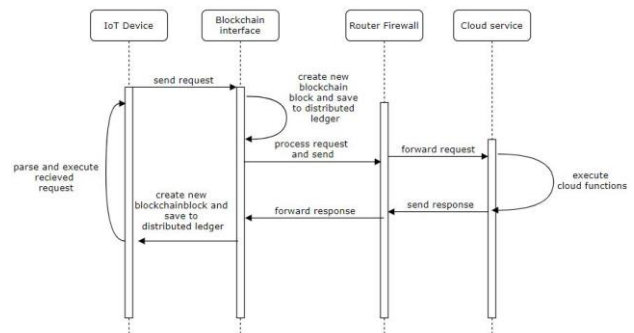 IoT Device
Blockchain
interface
Router Firewall
Cloud service
send request
create new
blockchain
block and save
to distributed
ledger
process request
and send
forward request
parse and execute
recieved
request
execute
cloud functions
create new
blockchainblock and
save to
distributed ledger
forward response
send response